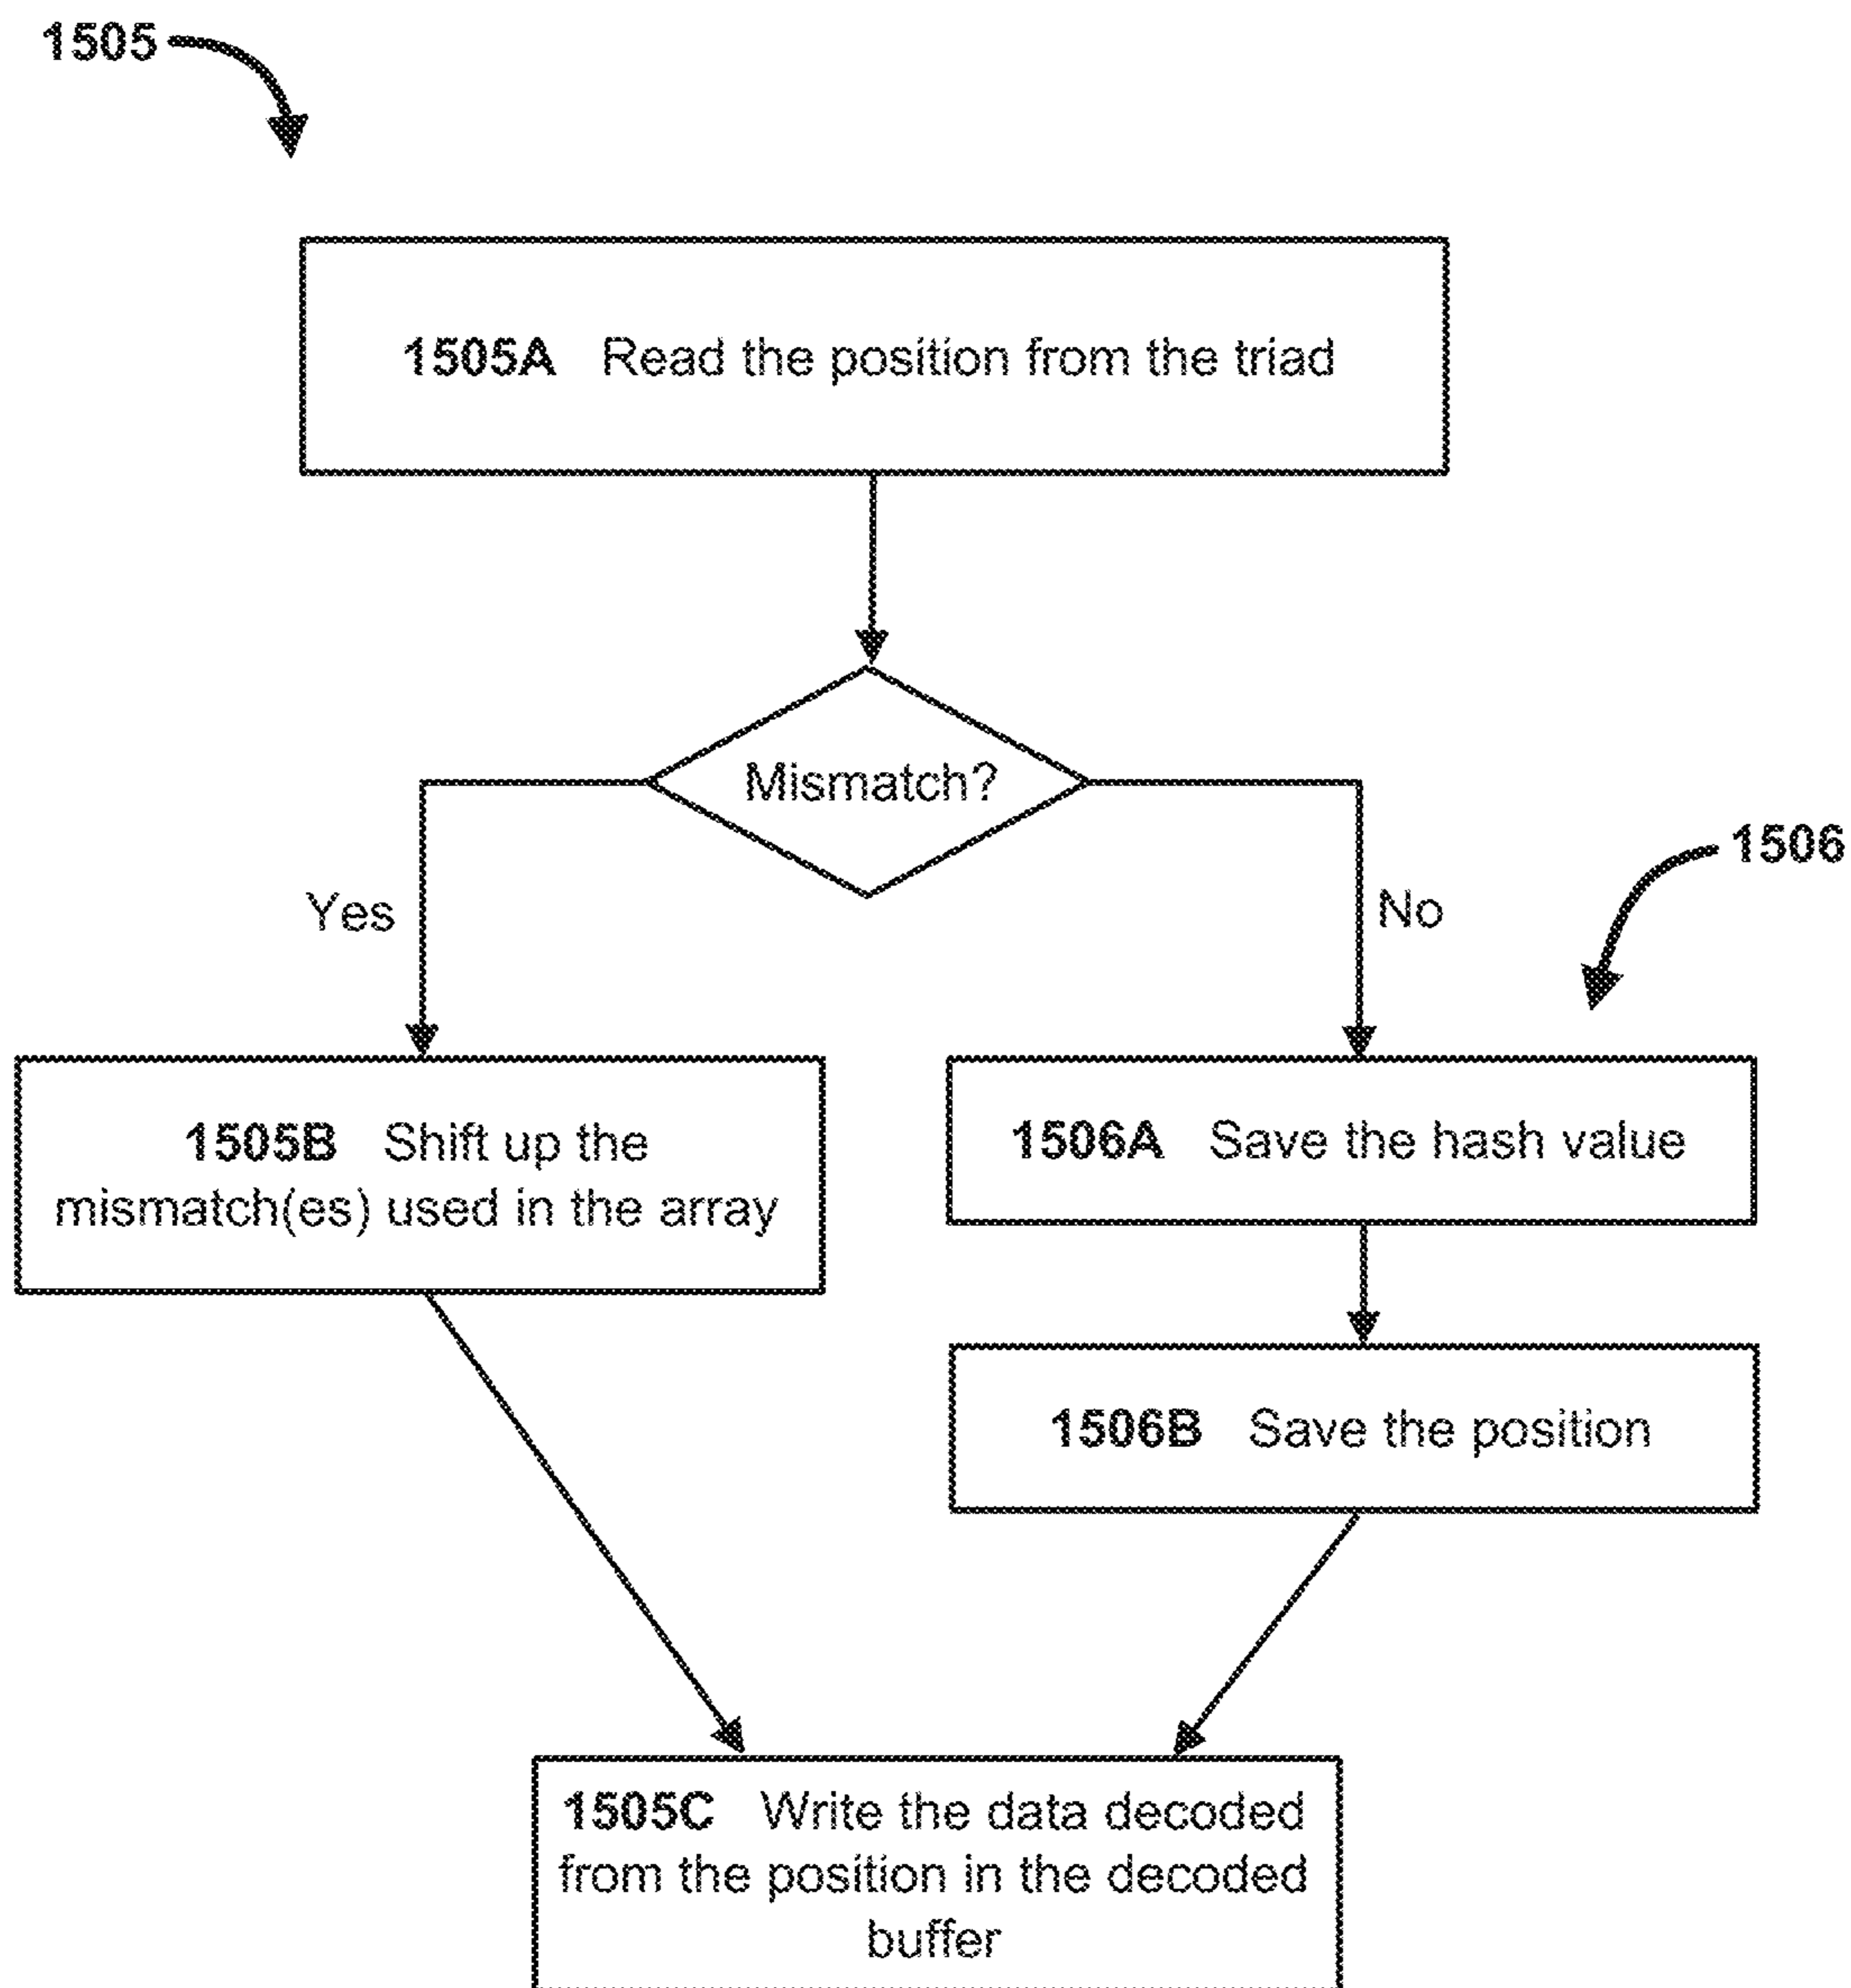 1505
1505A Read the position from the triad
Mismatch?
1506
Yes
No
1505B Shift up the
mismatch(es) used in the array
1506A Save the hash value
1506B Save the position
1505C Write the data decoded
from the position in the decoded
buffer